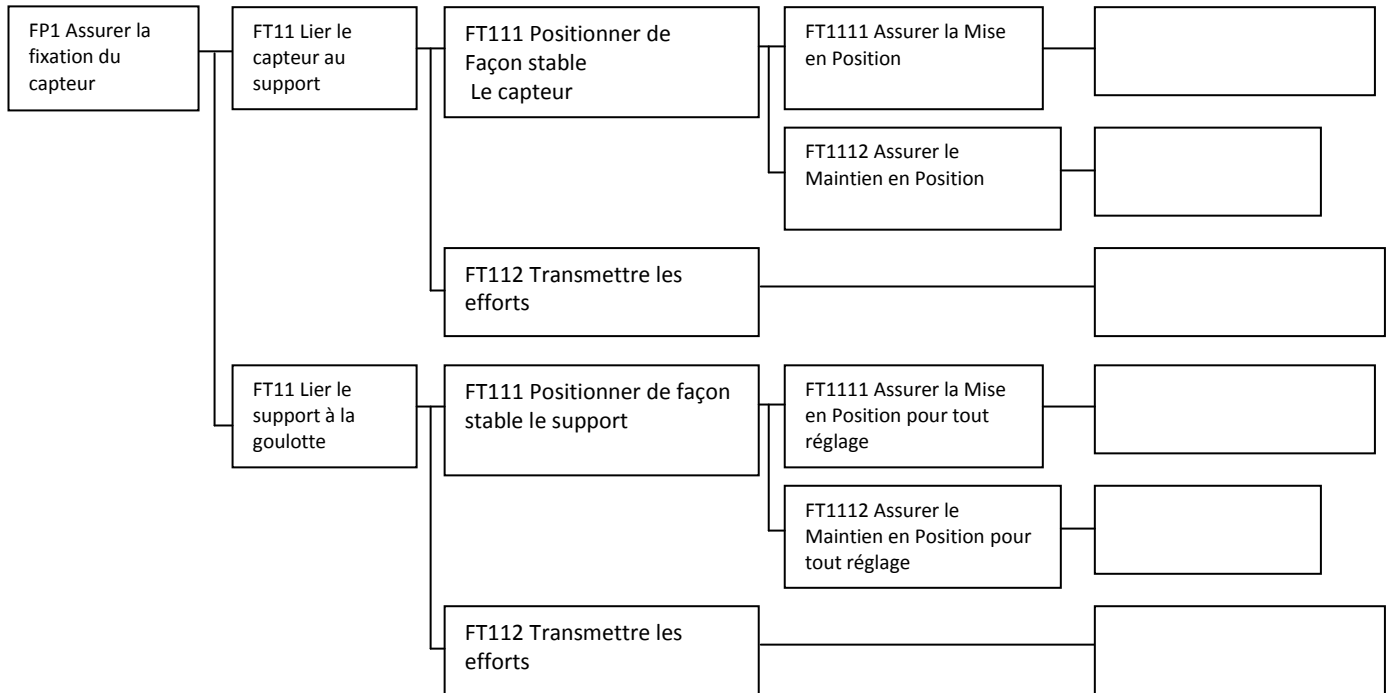 FP1 Assurer la
fixation du
capteur
FT11 Lier le
capteur au
support
FT111 Positionner de
Façon stable
Le capteur
FT1111 Assurer la Mise
en Position
FT1112 Assurer le
Maintien en Position
FT112 Transmettre les
efforts
FT11 Lier le
support à la
goulotte
FT111 Positionner de façon
stable le support
FT1111 Assurer la Mise
en Position pour tout
réglage
FT1112 Assurer le
Maintien en Position pour
tout réglage
FT112 Transmettre les
efforts